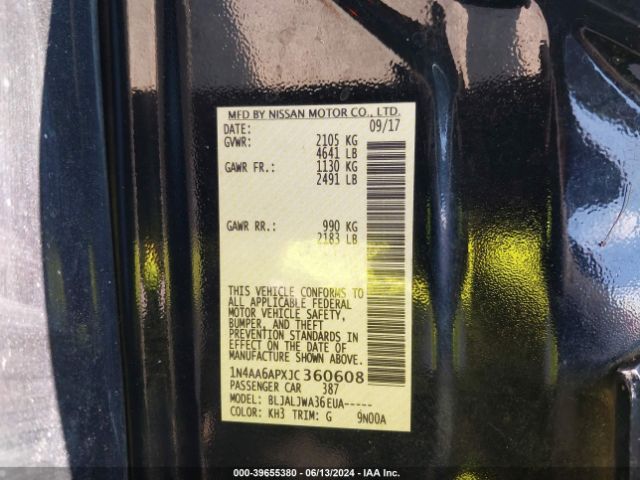 MFD BY NISSAN MOTOR CO., LTD.
DATE: 09/17
GVWR: 2105 KG
4641 LB
GAWR FR.: 1130 KG
2491 LB
GAWR RR.: 990 KG
2183 LB
THIS VEHICLE CONFORMS TO
ALL APPLICABLE FEDERAL
MOTOR VEHICLE SAFETY,
BUMPER, AND THEFT
PREVENTION STANDARDS IN
EFFECT ON THE DATE OF
MANUFACTURE SHOWN ABOVE.
1N4AA6APXJC360608
PASSENGER CAR 387
MODEL: BLJALJWA36EUA-----
COLOR: KH3 TRIM: G 9N00A
000-39655380 - 06/13/2024 - IAA Inc.